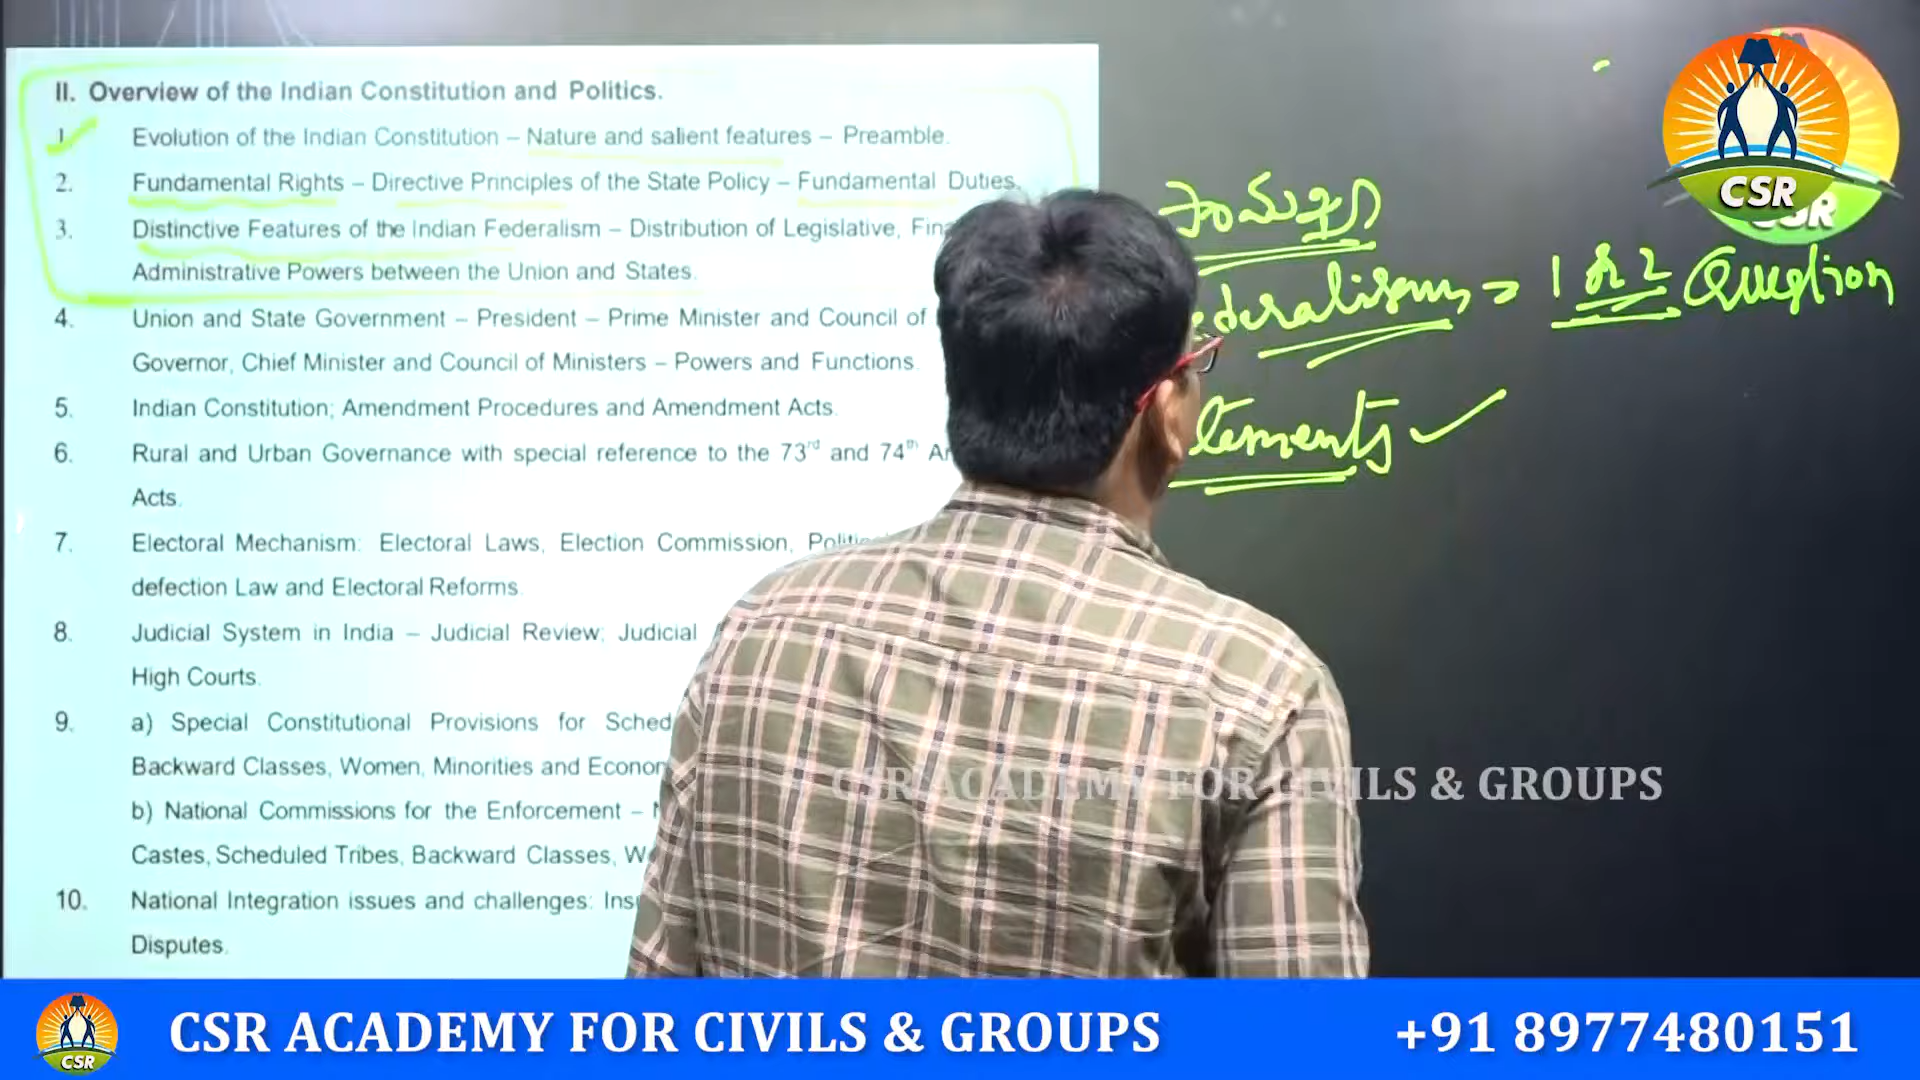 II. Overview of the Indian Constitution and Politics.
1. Evolution of the Indian Constitution – Nature and salient features – Preamble.
2. Fundamental Rights – Directive Principles of the State Policy – Fundamental Duties.
3. Distinctive Features of the Indian Federalism – Distribution of Legislative,
Administrative Powers between the Union and States.
4. Union and State Government – President – Prime Minister and Council of
Governor, Chief Minister and Council of Ministers – Powers and Functions.
5. Indian Constitution; Amendment Procedures and Amendment Acts.
6. Rural and Urban Governance with special reference to the 73rd and 74th
Acts.
7. Electoral Mechanism: Electoral Laws, Election Commission,
defection Law and Electoral Reforms.
8. Judicial System in India – Judicial Review; Judicial
High Courts.
9. a) Special Constitutional Provisions for
Backward Classes, Women, Minorities and
b) National Commissions for the Enforcement –
Castes, Scheduled Tribes, Backward Classes,
10. National Integration issues and challenges:
Disputes.
ederalism = 1 or 2 Question
tements
CSR
CSR
CSR ACADEMY FOR CIVILS & GROUPS
CSR
CSR ACADEMY FOR CIVILS & GROUPS
+91 8977480151